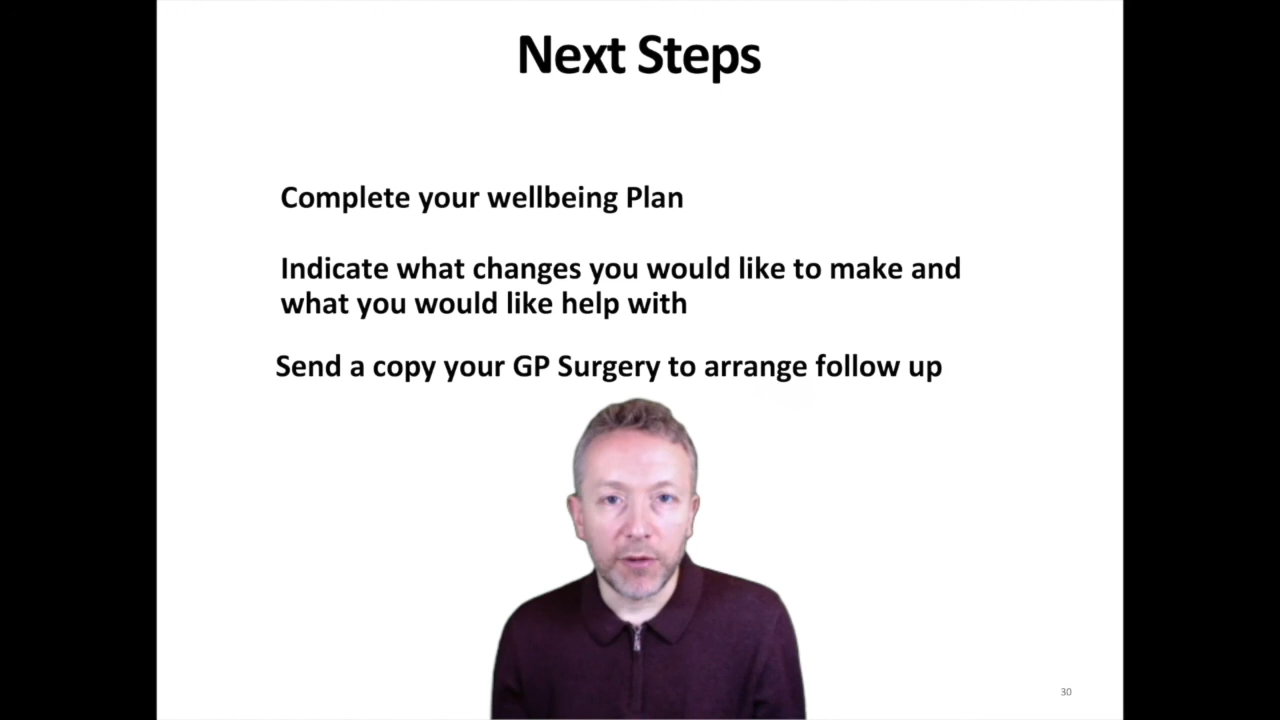 Next Steps
Complete your wellbeing Plan
Indicate what changes you would like to make and
what you would like help with
Send a copy your GP Surgery to arrange follow up
30